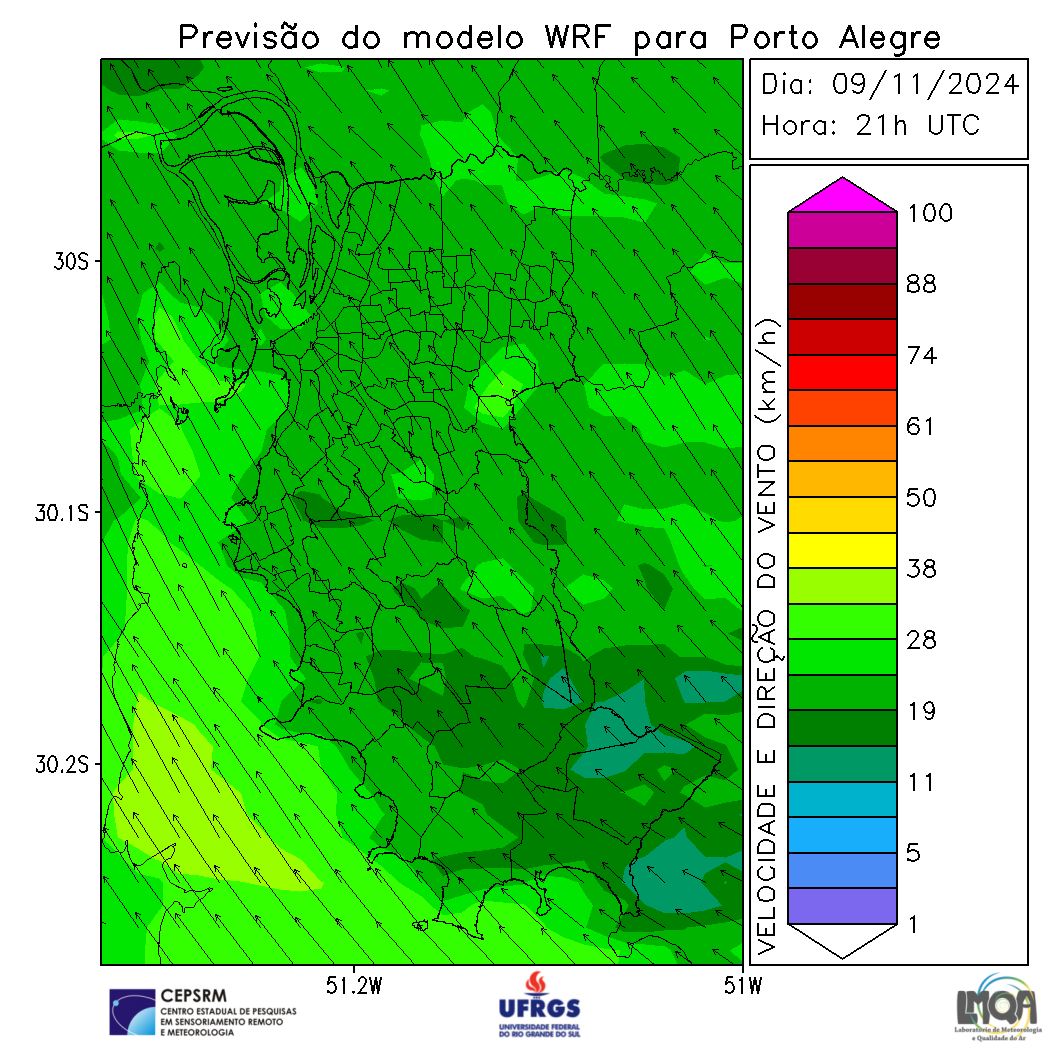 Previsão do modelo WRF para Porto Alegre
Dia: 09/11/2024
Hora: 21h UTC
30S
30.1S
30.2S
51.2W
51W
VELOCIDADE E DIREÇÃO DO VENTO (km/h)
100
88
74
61
50
38
28
19
11
5
1
CEPSRM
CENTRO ESTADUAL DE PESQUISAS
EM SENSORIAMENTO REMOTO
E METEOROLOGIA
UFRGS
UNIVERSIDADE FEDERAL
DO RIO GRANDE DO SUL
LMQA
Laboratório de Meteorologia
e Qualidade do Ar